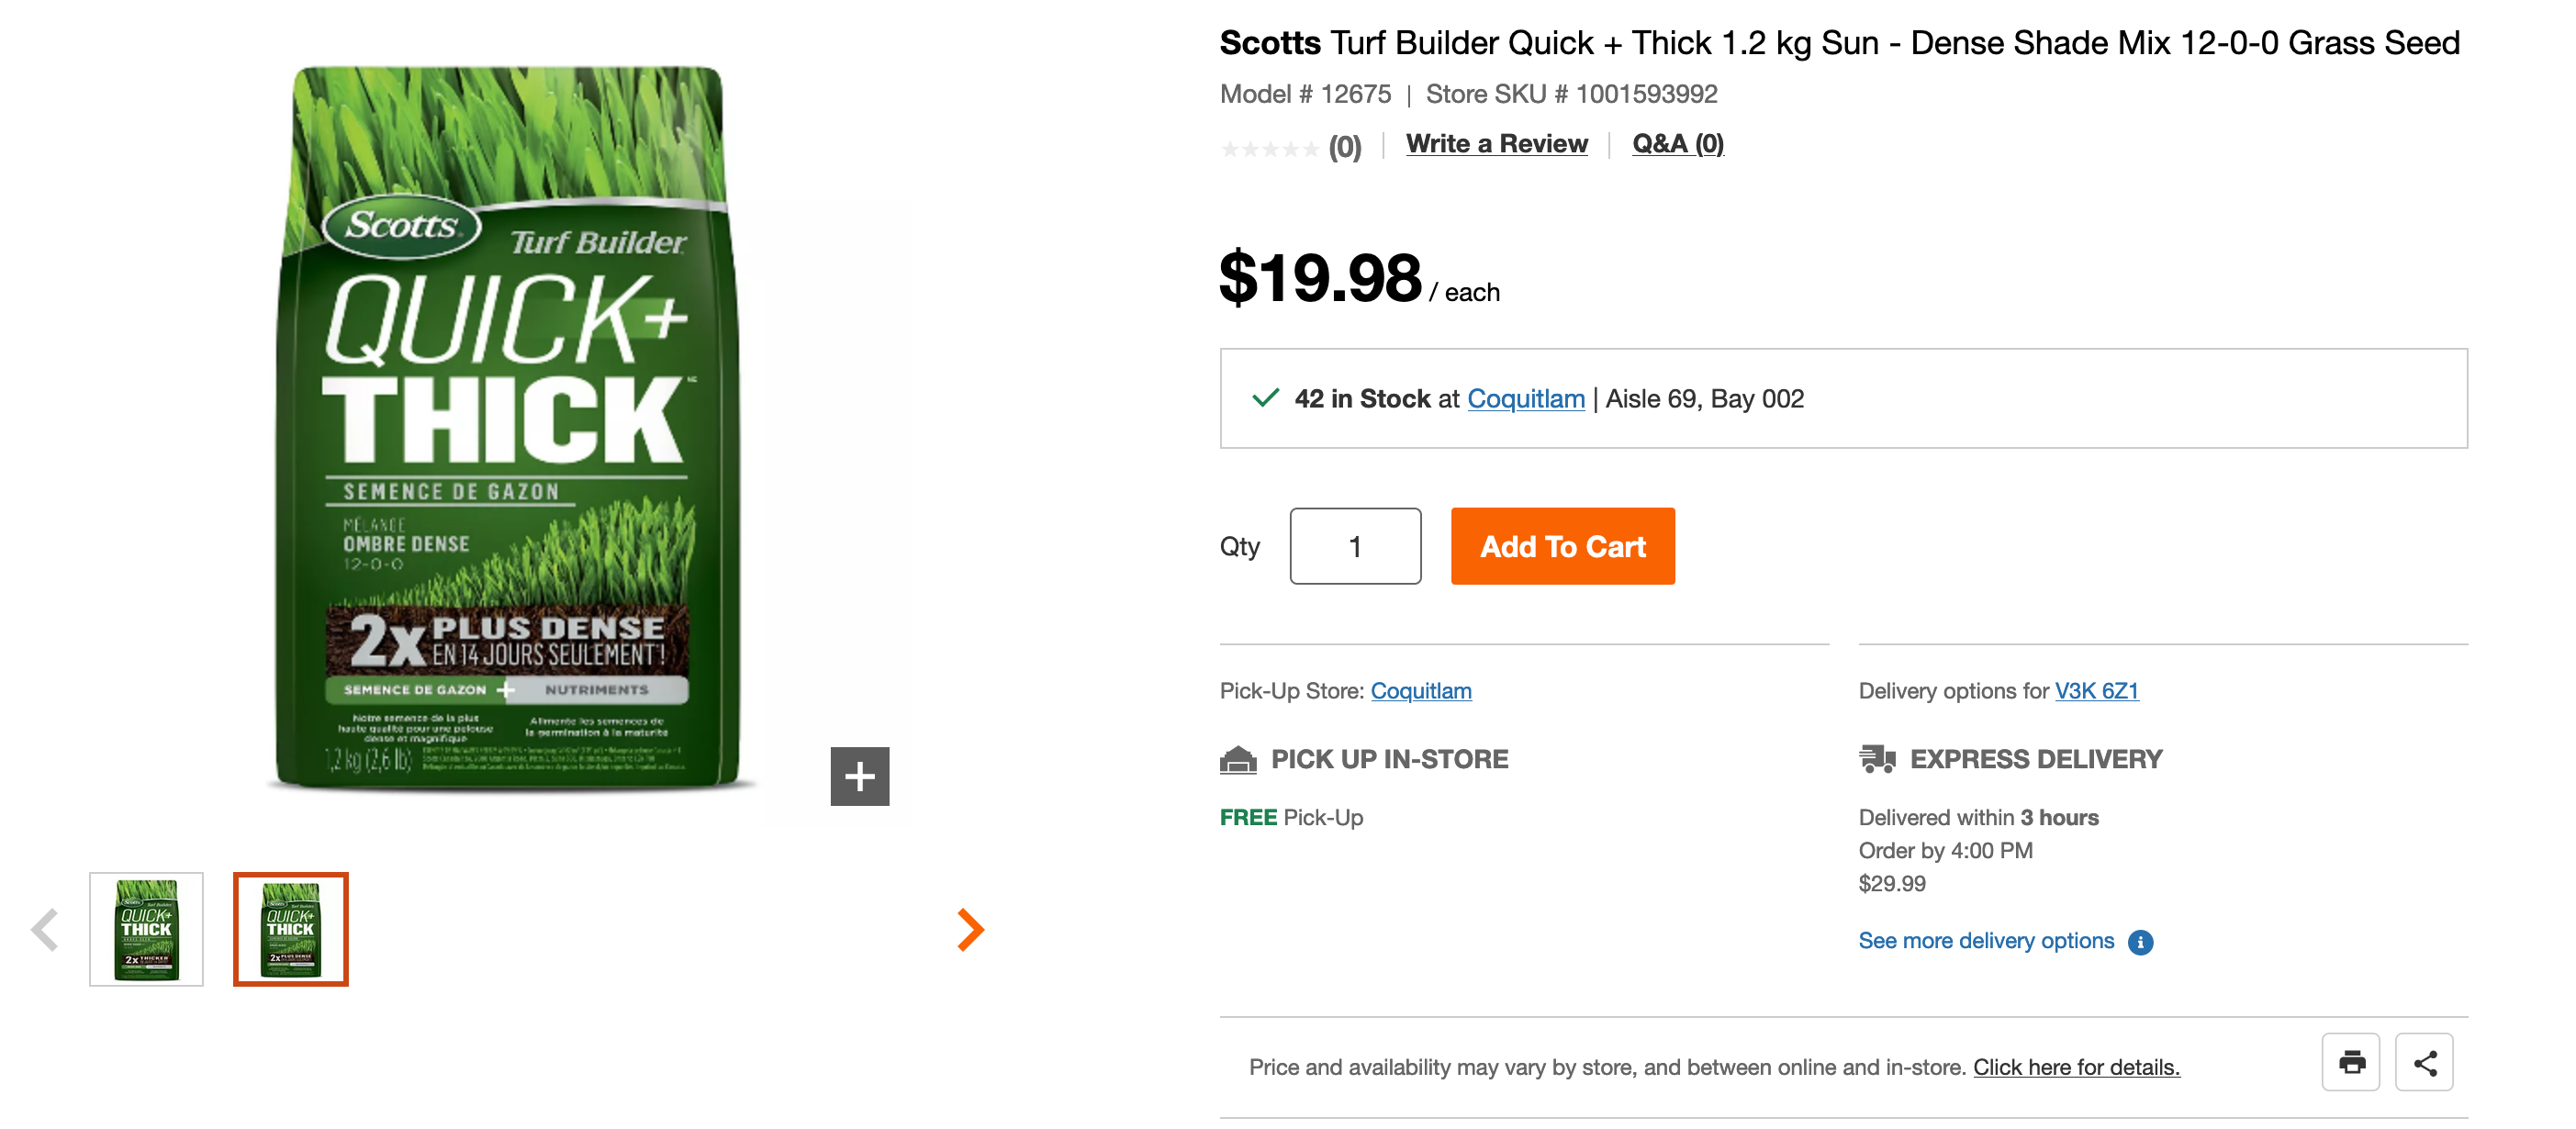 Scotts
Turf Builder
QUICK+
THICK
SEMENCE DE GAZON
MÉLANGE
OMBRE DENSE
12-0-0
2x PLUS DENSE
EN 14 JOURS SEULEMENT!
SEMENCE DE GAZON + NUTRIMENTS
Notre semence de la plus
haute qualité pour une pelouse
dense et magnifique
Alimente les semences de
la germination à la maturité
1,2 kg (2,6 lb)
QUICK+
THICK
QUICK+
THICK
Scotts Turf Builder Quick + Thick 1.2 kg Sun - Dense Shade Mix 12-0-0 Grass Seed
Model # 12675 | Store SKU # 1001593992
(0) Write a Review Q&A (0)
$19.98 / each
42 in Stock at Coquitlam | Aisle 69, Bay 002
Qty 1 Add To Cart
Pick-Up Store: Coquitlam
PICK UP IN-STORE
FREE Pick-Up
Delivery options for V3K 6Z1
EXPRESS DELIVERY
Delivered within 3 hours
Order by 4:00 PM
$29.99
See more delivery options
Price and availability may vary by store, and between online and in-store. Click here for details.